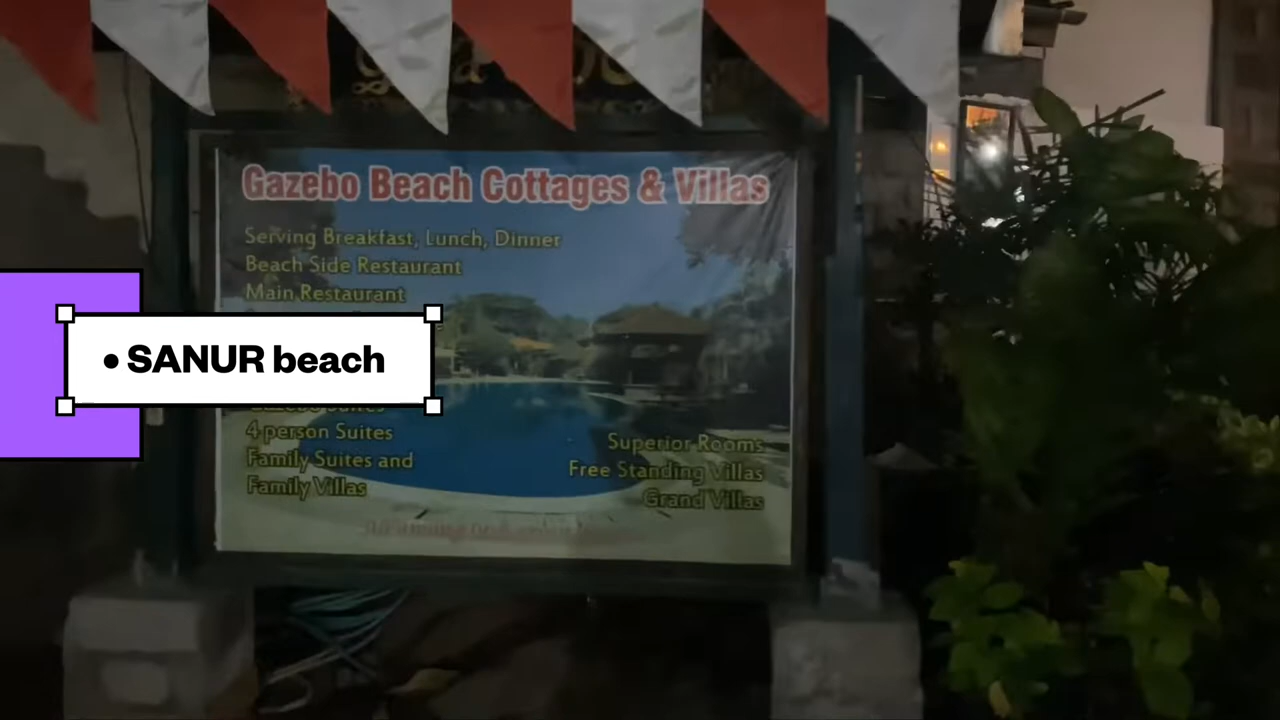 Gazebo Beach Cottages & Villas
Serving Breakfast, Lunch, Dinner
Beach Side Restaurant
Main Restaurant
• SANUR beach
4 person Suites
Family Suites and
Family Villas
Superior Rooms
Free Standing Villas
Grand Villas